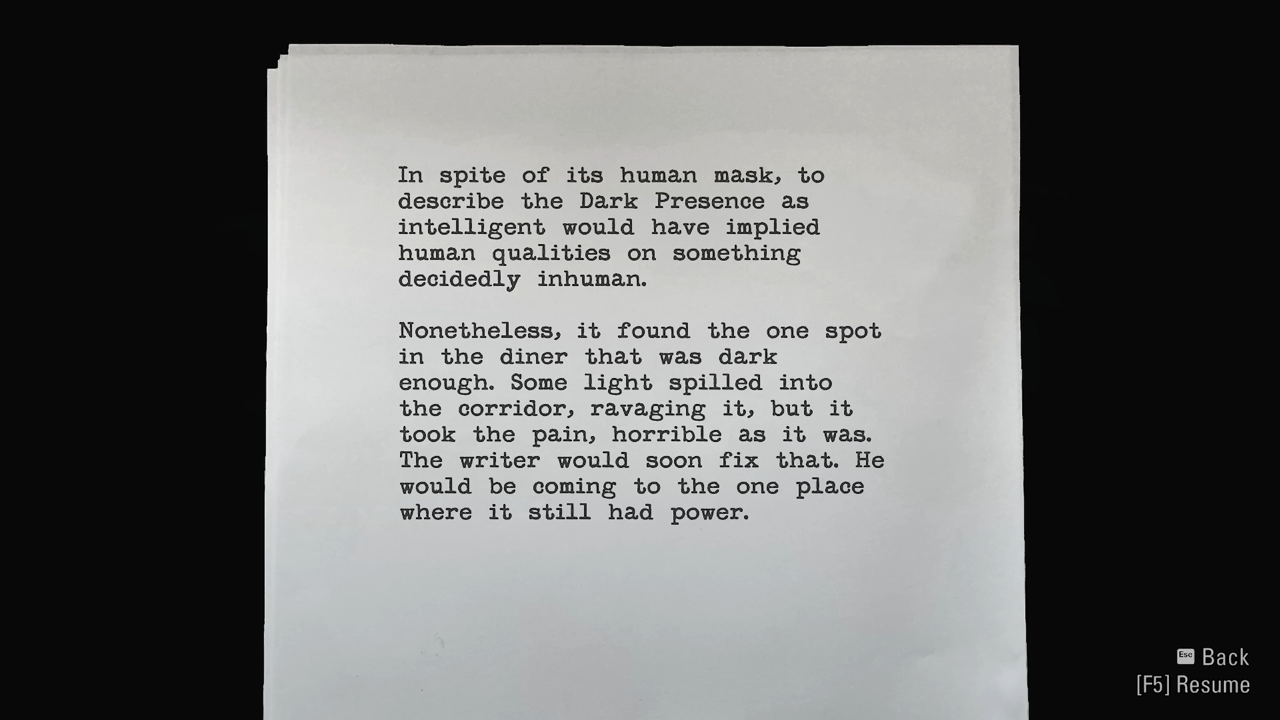 In spite of its human mask, to
describe the Dark Presence as
intelligent would have implied
human qualities on something
decidedly inhuman.
Nonetheless, it found the one spot
in the diner that was dark
enough. Some light spilled into
the corridor, ravaging it, but it
took the pain, horrible as it was.
The writer would soon fix that. He
would be coming to the one place
where it still had power.
Esc Back
[F5] Resume